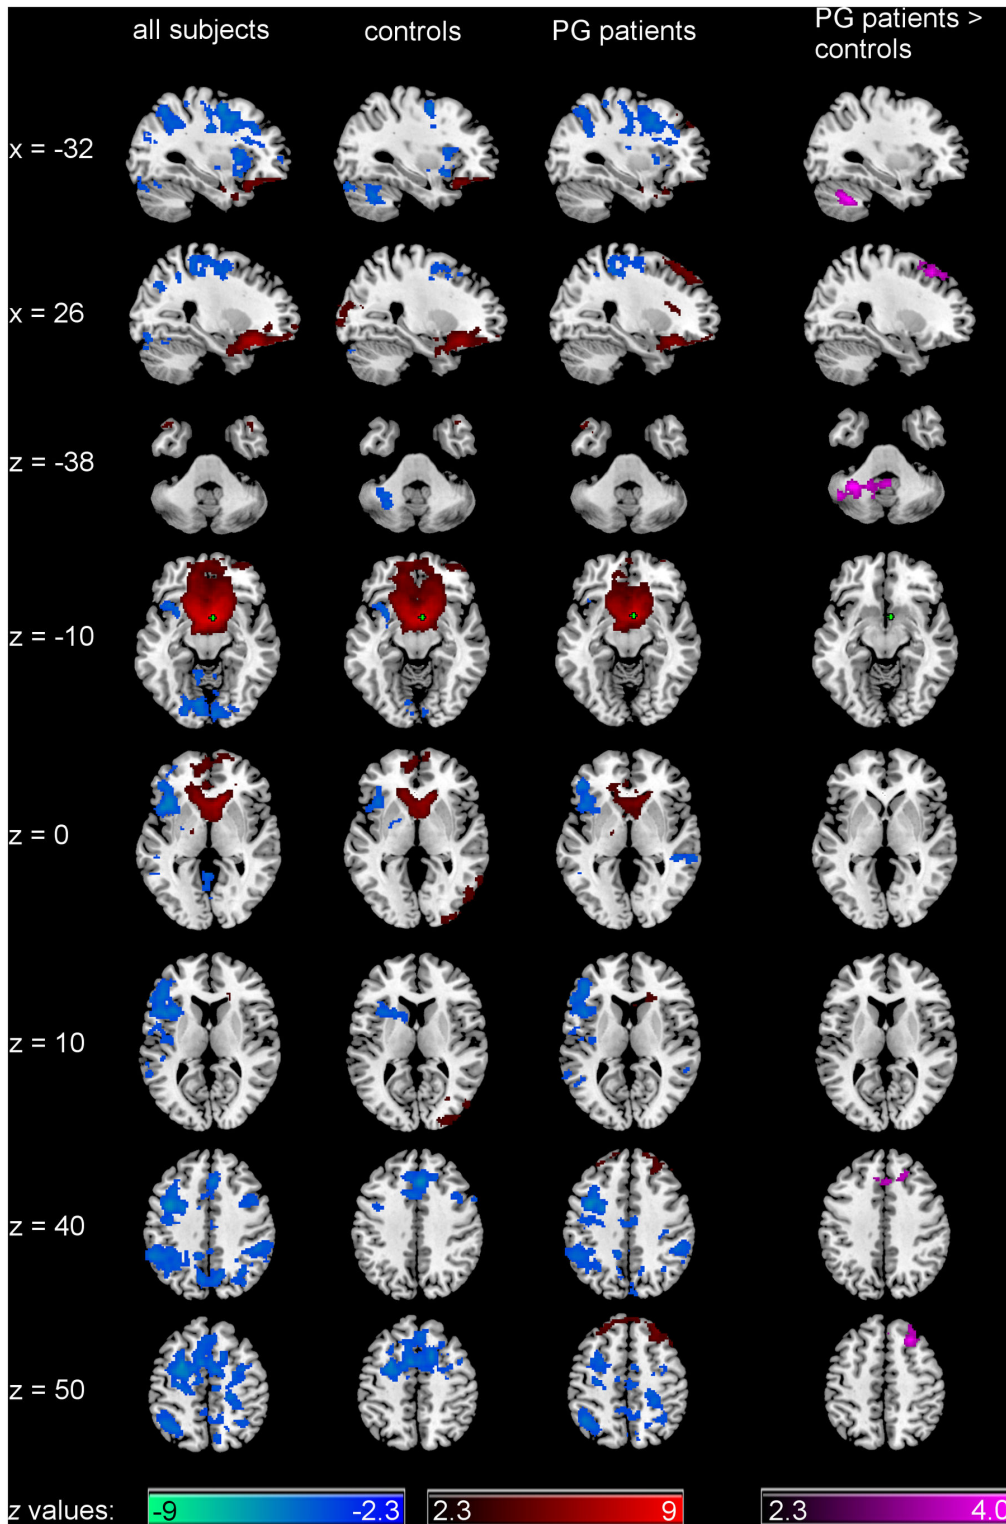 all subjects
controls
PG patients
PG patients >
controls
x = -32
x = 26
z = -38
z = -10
z = 0
z = 10
z = 40
z = 50
z values:
-9
-2.3
2.3
9
2.3
4.0